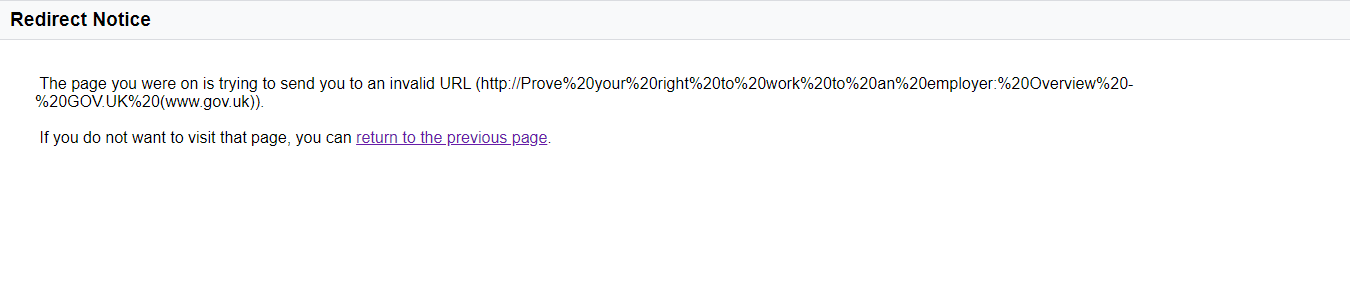 Redirect Notice
The page you were on is trying to send you to an invalid URL (http://Prove%20your%20right%20to%20work%20to%20an%20employer:%20Overview%20-
%20GOV.UK%20(www.gov.uk)).
If you do not want to visit that page, you can return to the previous page.